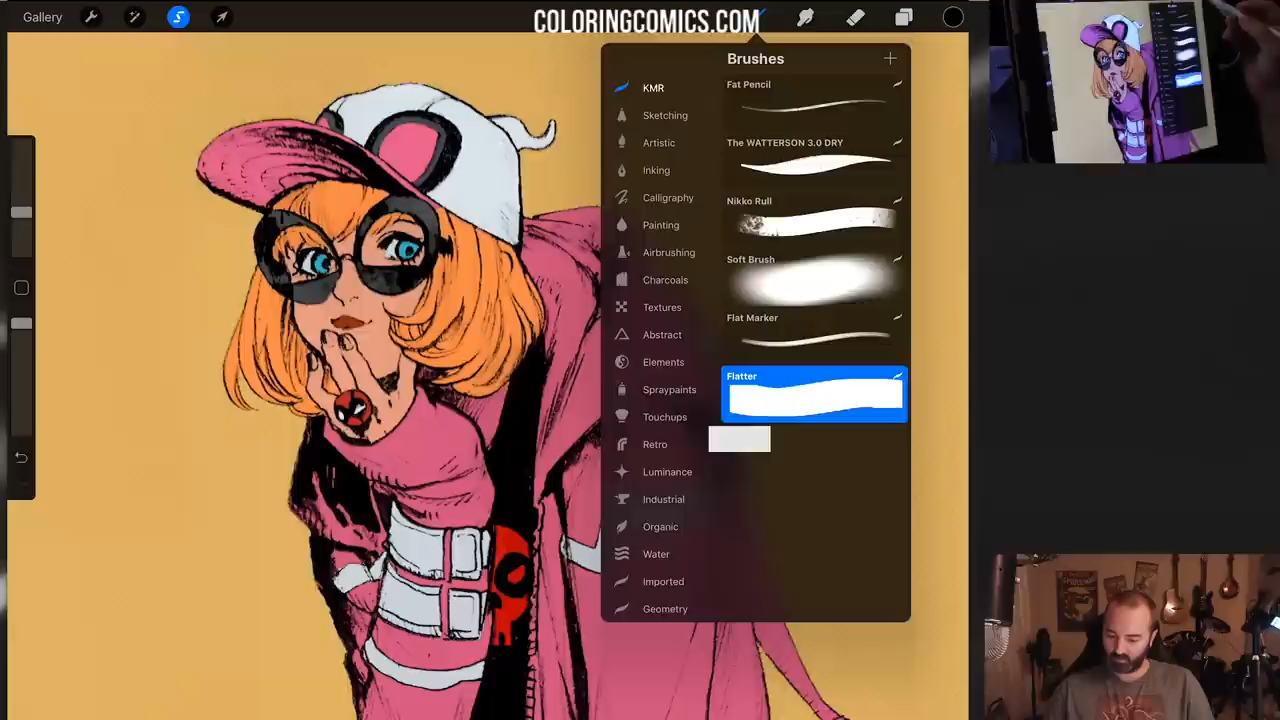 Gallery
COLORINGCOMICS.COM
Brushes
KMR
Sketching
Artistic
Inking
Calligraphy
Painting
Airbrushing
Charcoals
Textures
Abstract
Elements
Spraypaints
Touchups
Retro
Luminance
Industrial
Organic
Water
Imported
Geometry
Fat Pencil
The WATTERSON 3.0 DRY
Nikko Rull
Soft Brush
Flat Marker
Flatter